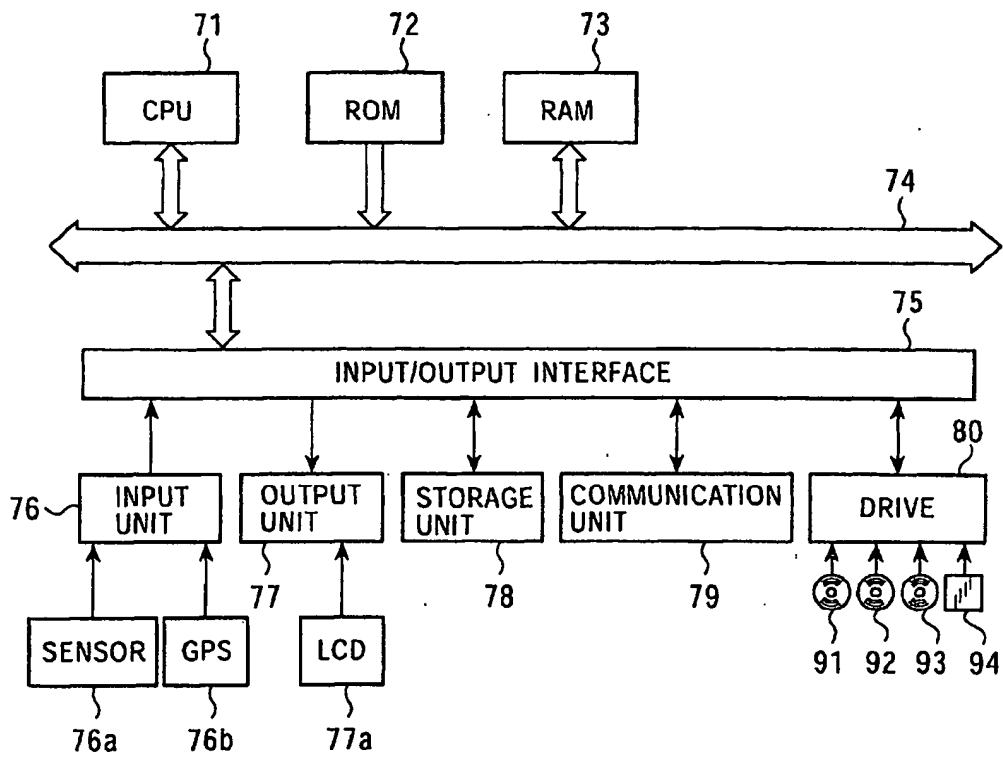 71
72
73
CPU
ROM
RAM
74
75
INPUT/OUTPUT INTERFACE
80
76
INPUT
UNIT
OUTPUT
UNIT
STORAGE
UNIT
COMMUNICATION
UNIT
DRIVE
77
78
79
91
92
93
94
SENSOR
GPS
LCD
76a
76b
77a